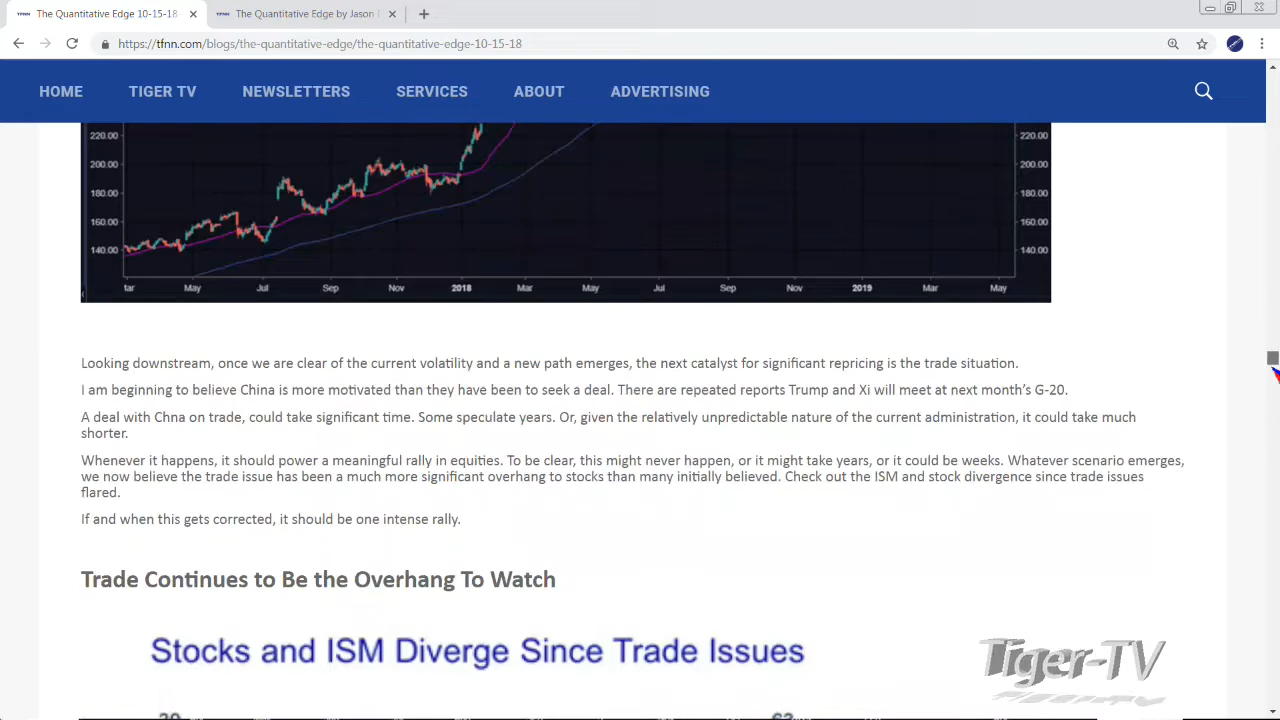 The Quantitative Edge 10-15-18
The Quantitative Edge by Jason
https://tfnn.com/blogs/the-quantitative-edge/the-quantitative-edge-10-15-18
HOME TIGER TV NEWSLETTERS SERVICES ABOUT ADVERTISING
220.00 220.00
200.00 200.00
180.00 180.00
160.00 160.00
140.00 140.00
tar May Jul Sep Nov 2018 Mar May Jul Sep Nov 2019 Mar May
Looking downstream, once we are clear of the current volatility and a new path emerges, the next catalyst for significant repricing is the trade situation.
I am beginning to believe China is more motivated than they have been to seek a deal. There are repeated reports Trump and Xi will meet at next month’s G-20.
A deal with Chna on trade, could take significant time. Some speculate years. Or, given the relatively unpredictable nature of the current administration, it could take much
shorter.
Whenever it happens, it should power a meaningful rally in equities. To be clear, this might never happen, or it might take years, or it could be weeks. Whatever scenario emerges,
we now believe the trade issue has been a much more significant overhang to stocks than many initially believed. Check out the ISM and stock divergence since trade issues
flared.
If and when this gets corrected, it should be one intense rally.
Trade Continues to Be the Overhang To Watch
Stocks and ISM Diverge Since Trade Issues
Tiger-TV